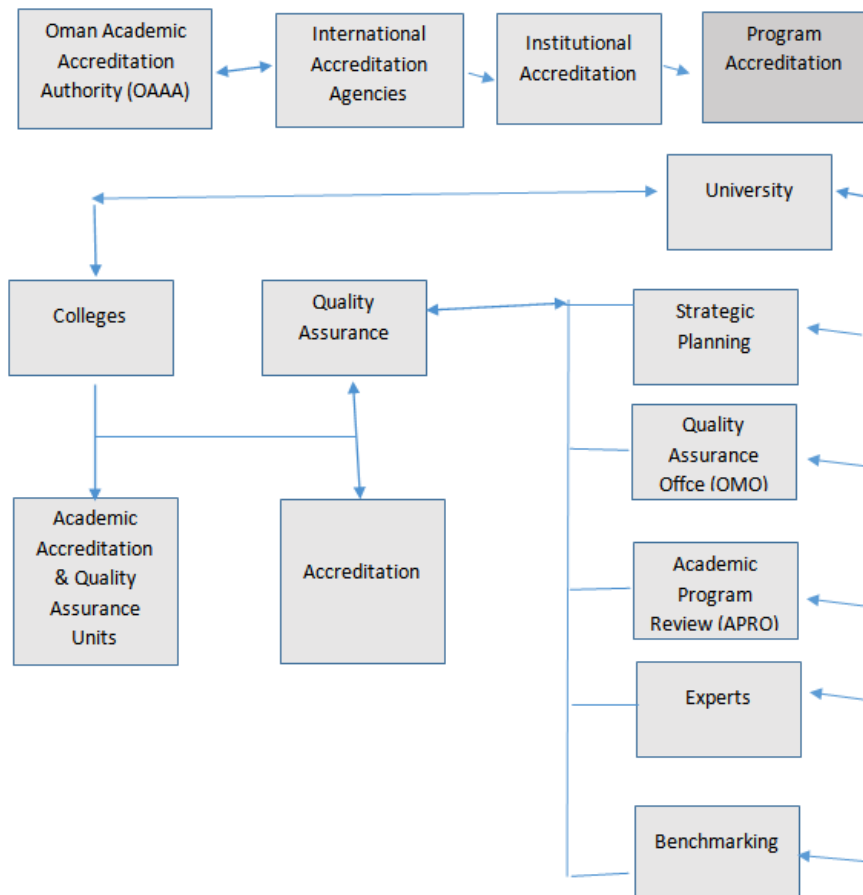 Oman Academic
Accreditation
Authority (OAAA)
International
Accreditation
Agencies
Institutional
Accreditation
Program
Accreditation
University
Colleges
Quality
Assurance
Strategic
Planning
Quality
Assurance
Offce (OMO)
Academic
Program
Review (APRO)
Academic
Accreditation
& Quality
Assurance
Units
Accreditation
Experts
Benchmarking